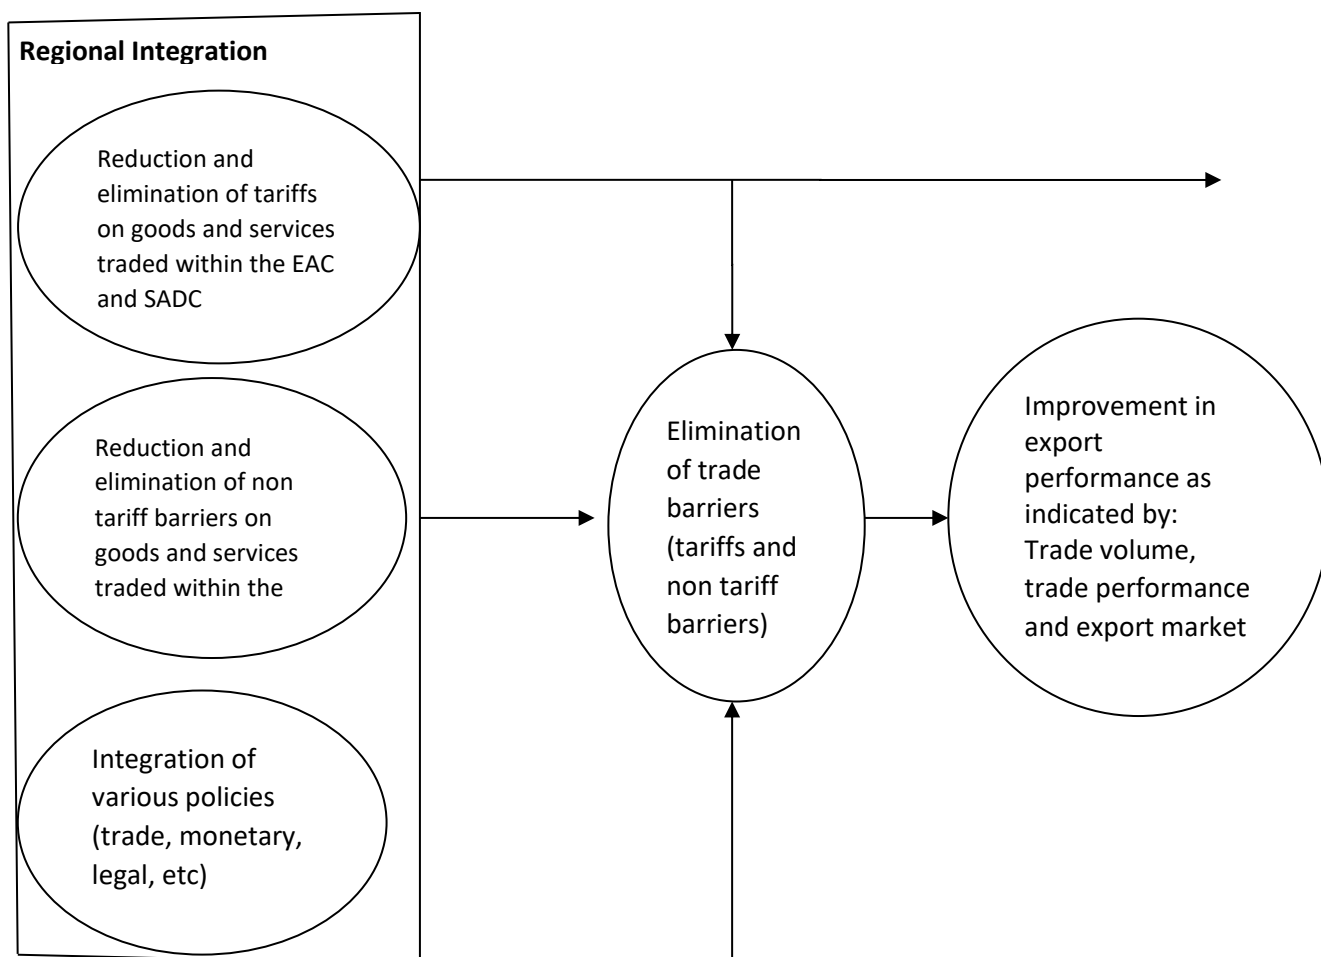 Regional Integration
Reduction and
elimination of tariffs
on goods and services
traded within the EAC
and SADC
Reduction and
elimination of non
tariff barriers on
goods and services
traded within the
Integration of
various policies
(trade, monetary,
legal, etc)
Elimination
of trade
barriers
(tariffs and
non tariff
barriers)
Improvement in
export
performance as
indicated by:
Trade volume,
trade performance
and export market